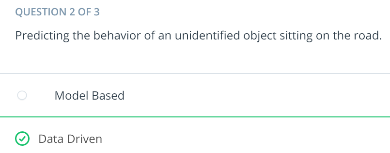 QUESTION 2 OF 3
Predicting the behavior of an unidentified object sitting on the road.
Model Based
Data Driven